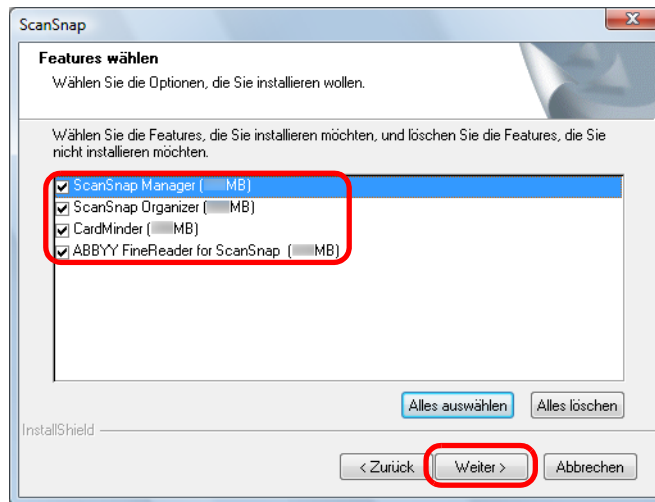 ScanSnap
Features wählen
Wählen Sie die Optionen, die Sie installieren wollen.
Wählen Sie die Features, die Sie installieren möchten, und löschen Sie die Features, die Sie
nicht installieren möchten.
ScanSnap Manager ( MB)
ScanSnap Organizer ( MB)
CardMinder ( MB)
ABBYY FineReader for ScanSnap ( MB)
Alles auswählen Alles löschen
InstallShield
< Zurück Weiter > Abbrechen